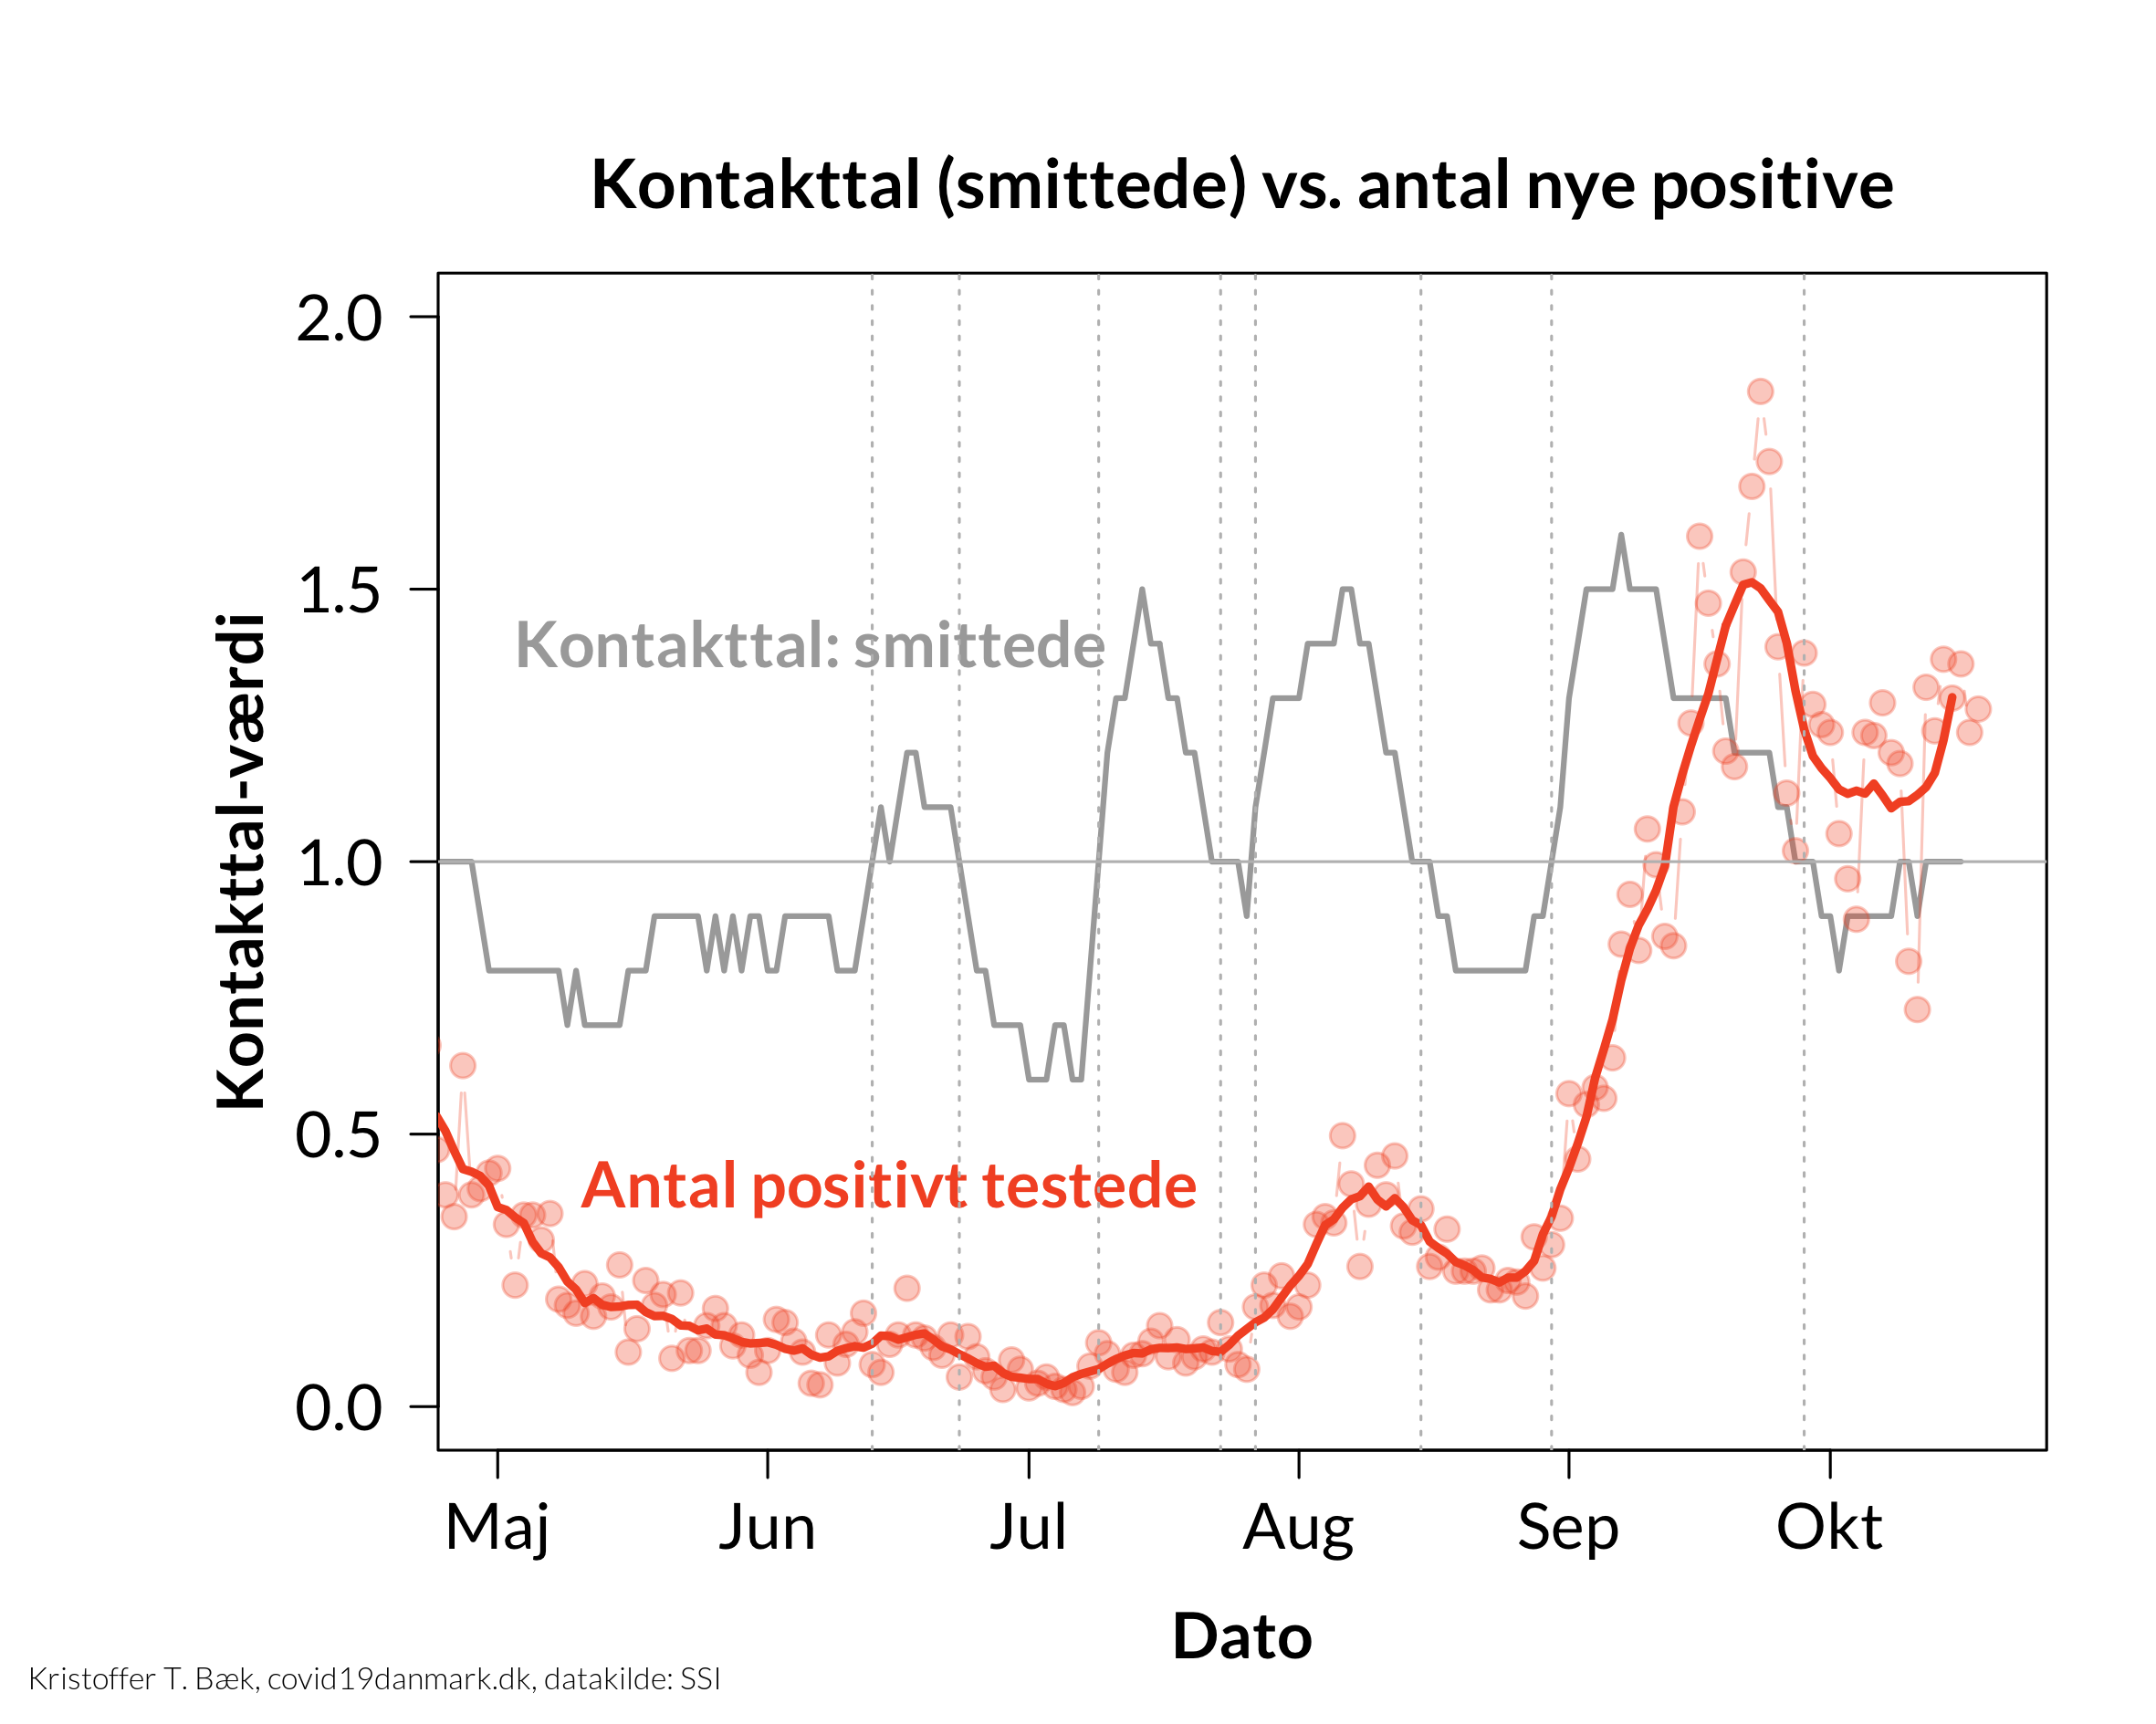 Kontakttal (smittede) vs. antal nye positive
2.0
1.5
1.0
0.5
0.0
Kontakttal-værdi
Kontakttal: smittede
Antal positivt testede
Maj Jun Jul Aug Sep Okt
Dato
Kristoffer T. Bæk, covid19danmark.dk, datakilde: SSI